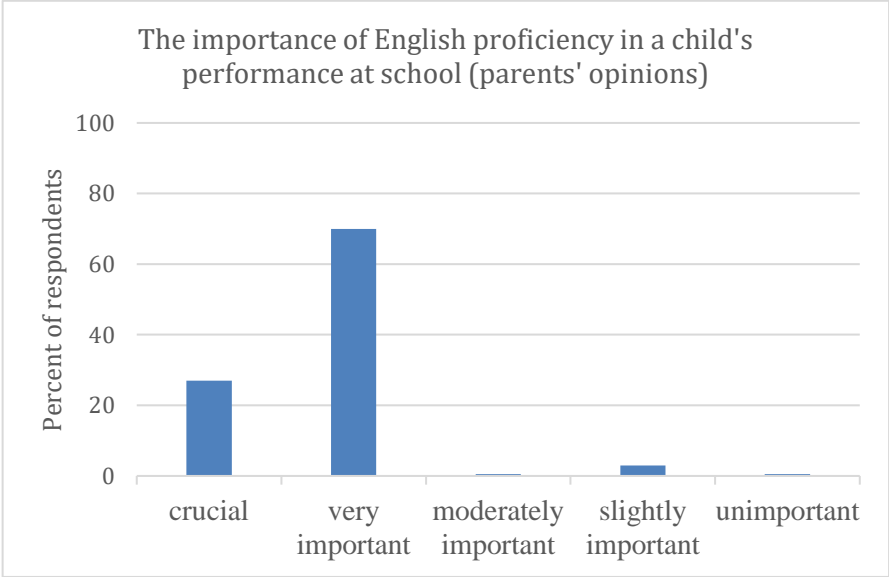 The importance of English proficiency in a child's
performance at school (parents' opinions)
Percent of respondents
100
80
60
40
20
0
crucial
very
important
moderately
important
slightly
important
unimportant